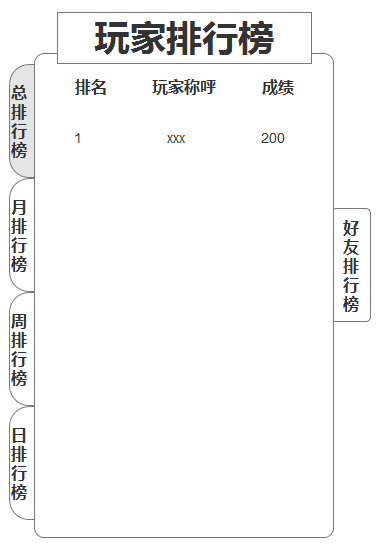 玩家排行榜
排名 玩家称呼 成绩
1 xxx 200
总排行榜
月排行榜
周排行榜
日排行榜
好友排行榜